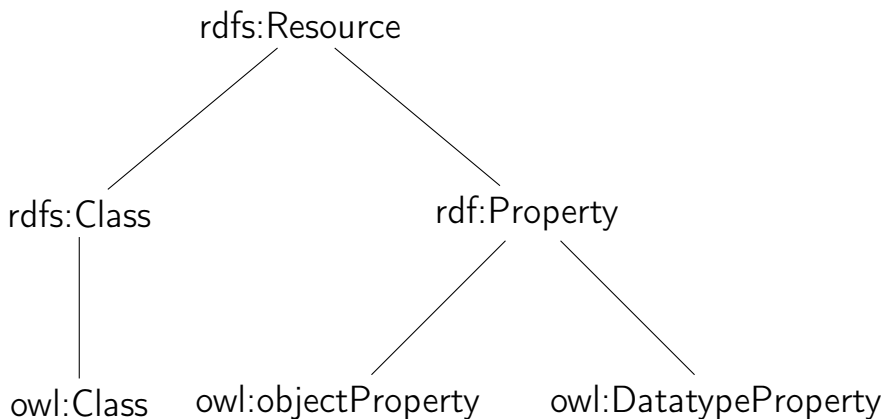 rdfs:Resource
rdfs:Class
rdf:Property
owl:Class
owl:objectProperty
owl:DatatypeProperty